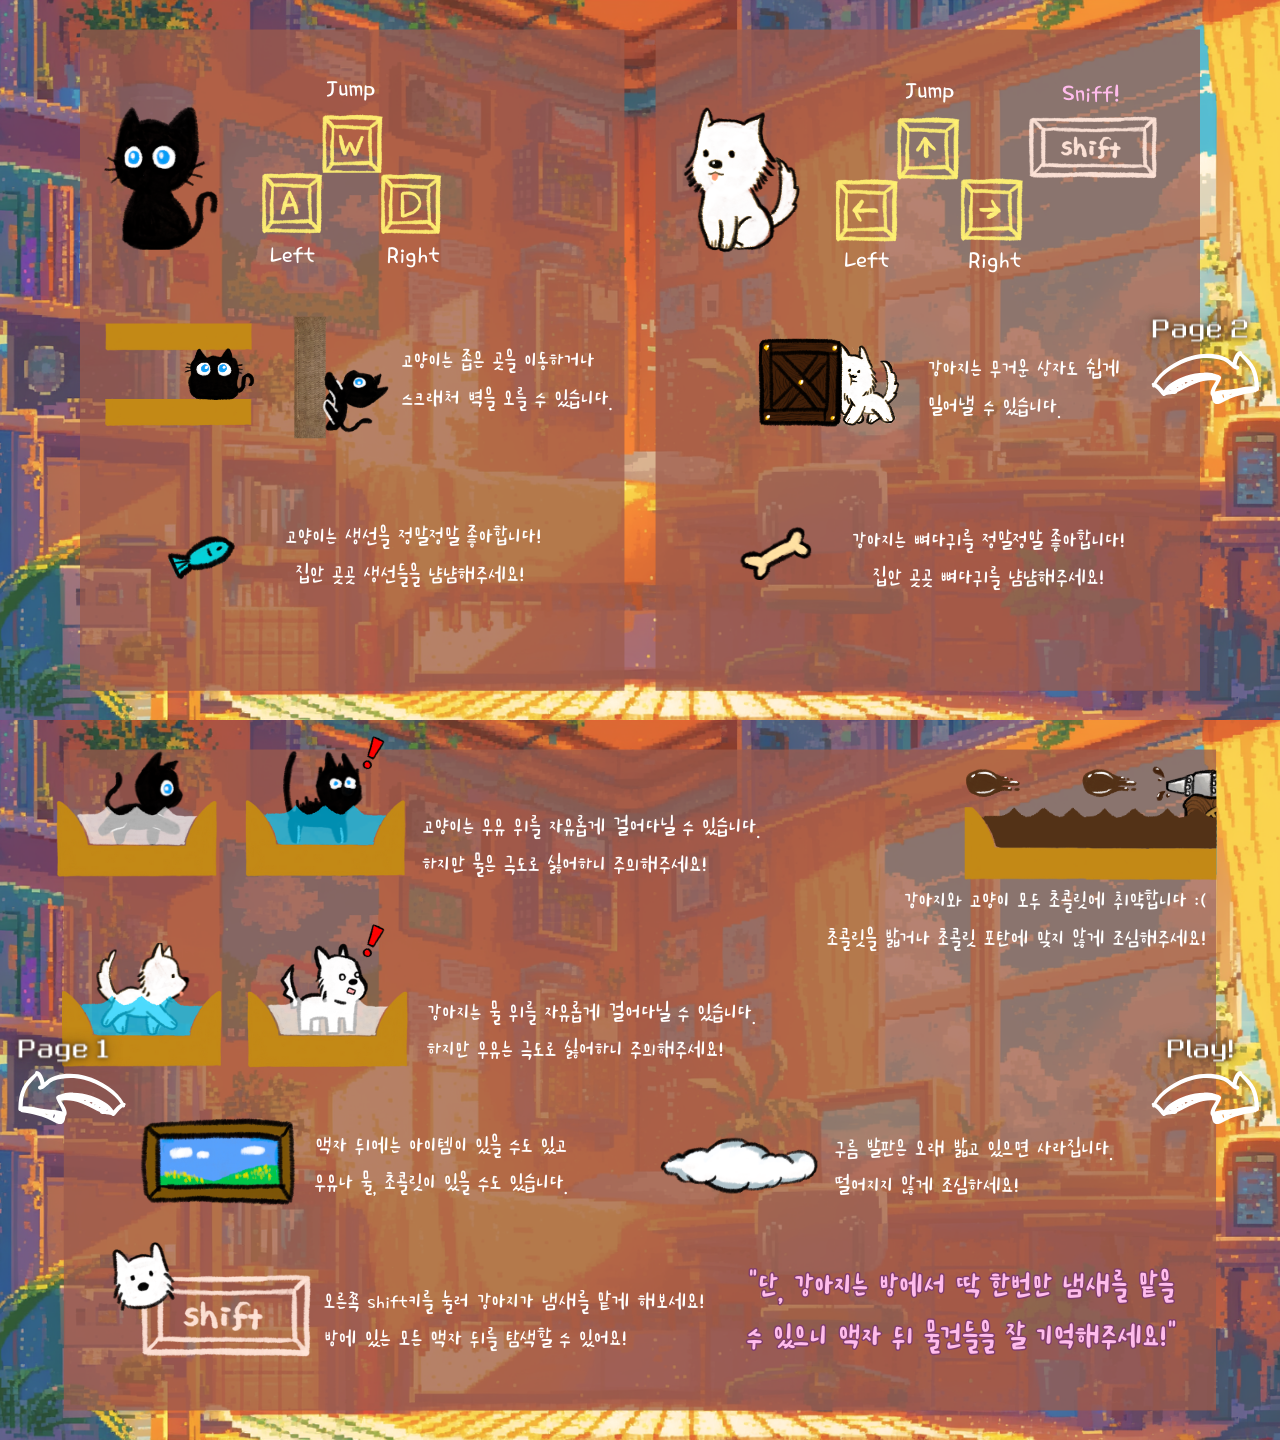 Jump
W
A
D
Left
Right
고양이는 좁은 곳을 이동하거나
스크래처 벽을 오를 수 있습니다.
고양이는 생선을 정말정말 좋아합니다!
집안 곳곳 생선들을 냠냠해주세요!
Jump
Sniff!
↑
shift
←
→
Left
Right
Page 2
강아지는 무거운 상자도 쉽게
밀어낼 수 있습니다.
강아지는 뼈다귀를 정말정말 좋아합니다!
집안 곳곳 뼈다귀를 냠냠해주세요!
!
고양이는 우유 위를 자유롭게 걸어다닐 수 있습니다.
하지만 물은 극도로 싫어하니 주의해주세요!
강아지와 고양이 모두 초콜릿에 취약합니다 :(
초콜릿을 밟거나 초콜릿 포탄에 맞지 않게 조심해주세요!
!
강아지는 물 위를 자유롭게 걸어다닐 수 있습니다.
하지만 우유는 극도로 싫어하니 주의해주세요!
Page 1
Play!
액자 뒤에는 아이템이 있을 수도 있고
우유나 물, 초콜릿이 있을 수도 있습니다.
구름 발판은 오래 밟고 있으면 사라집니다.
떨어지지 않게 조심하세요!
shift
오른쪽 shift키를 눌러 강아지가 냄새를 맡게 해보세요!
방에 있는 모든 액자 뒤를 탐색할 수 있어요!
"단, 강아지는 방에서 딱 한번만 냄새를 맡을
수 있으니 액자 뒤 물건들을 잘 기억해주세요!"